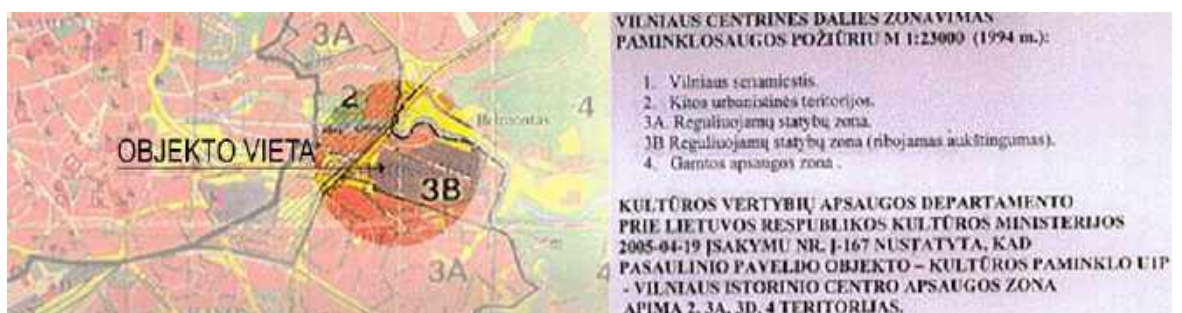 1
3A
2
4
Belmontas
OBJEKTO VIETA
3B
3A
4
VILNIAUS CENTRINĖS DALIES ZONAVIMAS
PAMINKLOSAUGOS POŽIŪRIU M 1:23000 (1994 m.):
1. Vilniaus senamiestis.
2. Kitos urbanistinės teritorijos.
3A. Reguliuojamų statybų zona.
3B Reguliuojamų statybų zona (ribojamas aukštingumas).
4. Gamtos apsaugos zona .
KULTŪROS VERTYBIŲ APSAUGOS DEPARTAMENTO
PRIE LIETUVOS RESPUBLIKOS KULTŪROS MINISTERIJOS
2005-04-19 ĮSAKYMU NR. Į-167 NUSTATYTA, KAD
PASAULINIO PAVELDO OBJEKTO – KULTŪROS PAMINKLO U1P
- VILNIAUS ISTORINIO CENTRO APSAUGOS ZONA
APIMA 2, 3A, 3D, 4 TERITORIJAS.